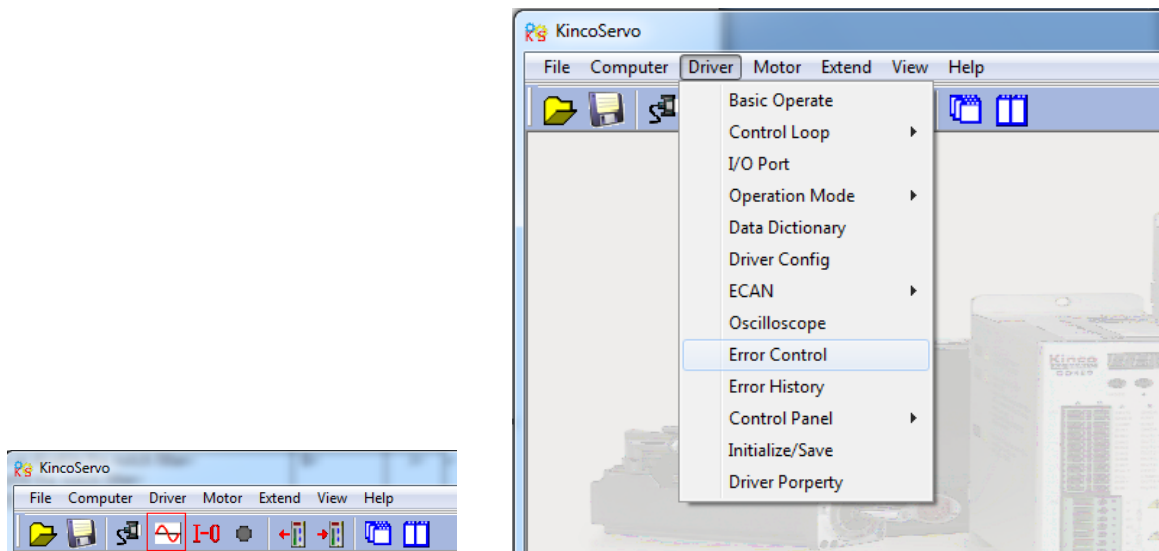 KincoServo
File Computer Driver Motor Extend View Help
Basic Operate
Control Loop
I/O Port
Operation Mode
Data Dictionary
Driver Config
ECAN
Oscilloscope
Error Control
Error History
Control Panel
Initialize/Save
Driver Porperty
Kinco
KincoServo
File Computer Driver Motor Extend View Help
I-0